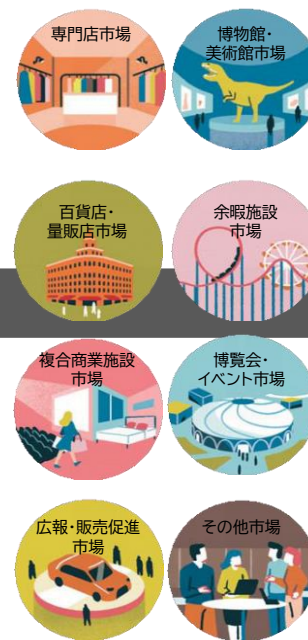 専門店市場
博物館・
美術館市場
百貨店・
量販店市場
余暇施設
市場
複合商業施設
市場
博覧会・
イベント市場
広報・販売促進
市場
その他市場